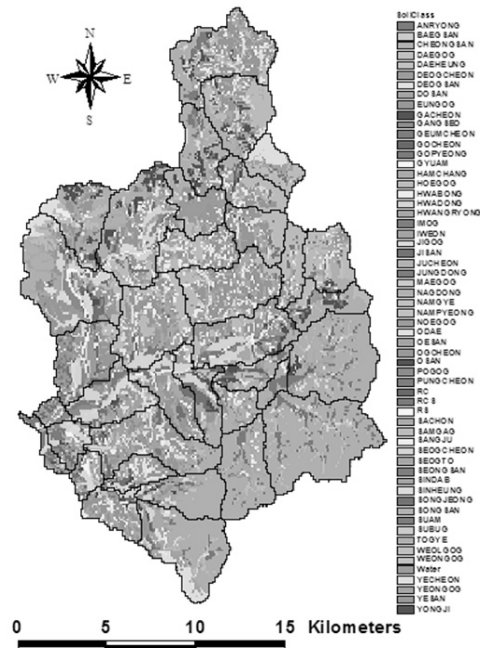 N
W E
S
SolClass
ANRYONG
BAEGSAN
CHEONGSAN
DAEGOG
DAEHEUNG
DEOGCHEON
DEOGSAN
DOSAN
EUNGOG
GACHEON
GANGSEO
GEUMCHEON
GOCHEON
GOPYEONG
GYUAM
HAMCHANG
HOEGOG
HWABONG
HWADONG
HWANGRYONG
IMOG
IWEON
JIGOG
JISAN
JUCHEON
JUNGDONG
MAEGOG
NAGDONG
NAMGYE
NAMPYEONG
NOEGOG
ODAE
OESAN
OGCHEON
OSAN
POGOG
PUNGCHEON
RC
RCS
RS
SACHON
SAMGAG
SANGJU
SEOGCHEON
SEOGTO
SEONGSAN
SINDAB
SINHEUNG
SONGJEONG
SONGSAN
SUAM
SUBUG
TOGYE
WEOLGOG
WEONGOG
Water
YECHEON
YEONGOG
YESAN
YONGJI
0 5 10 15 Kilometers